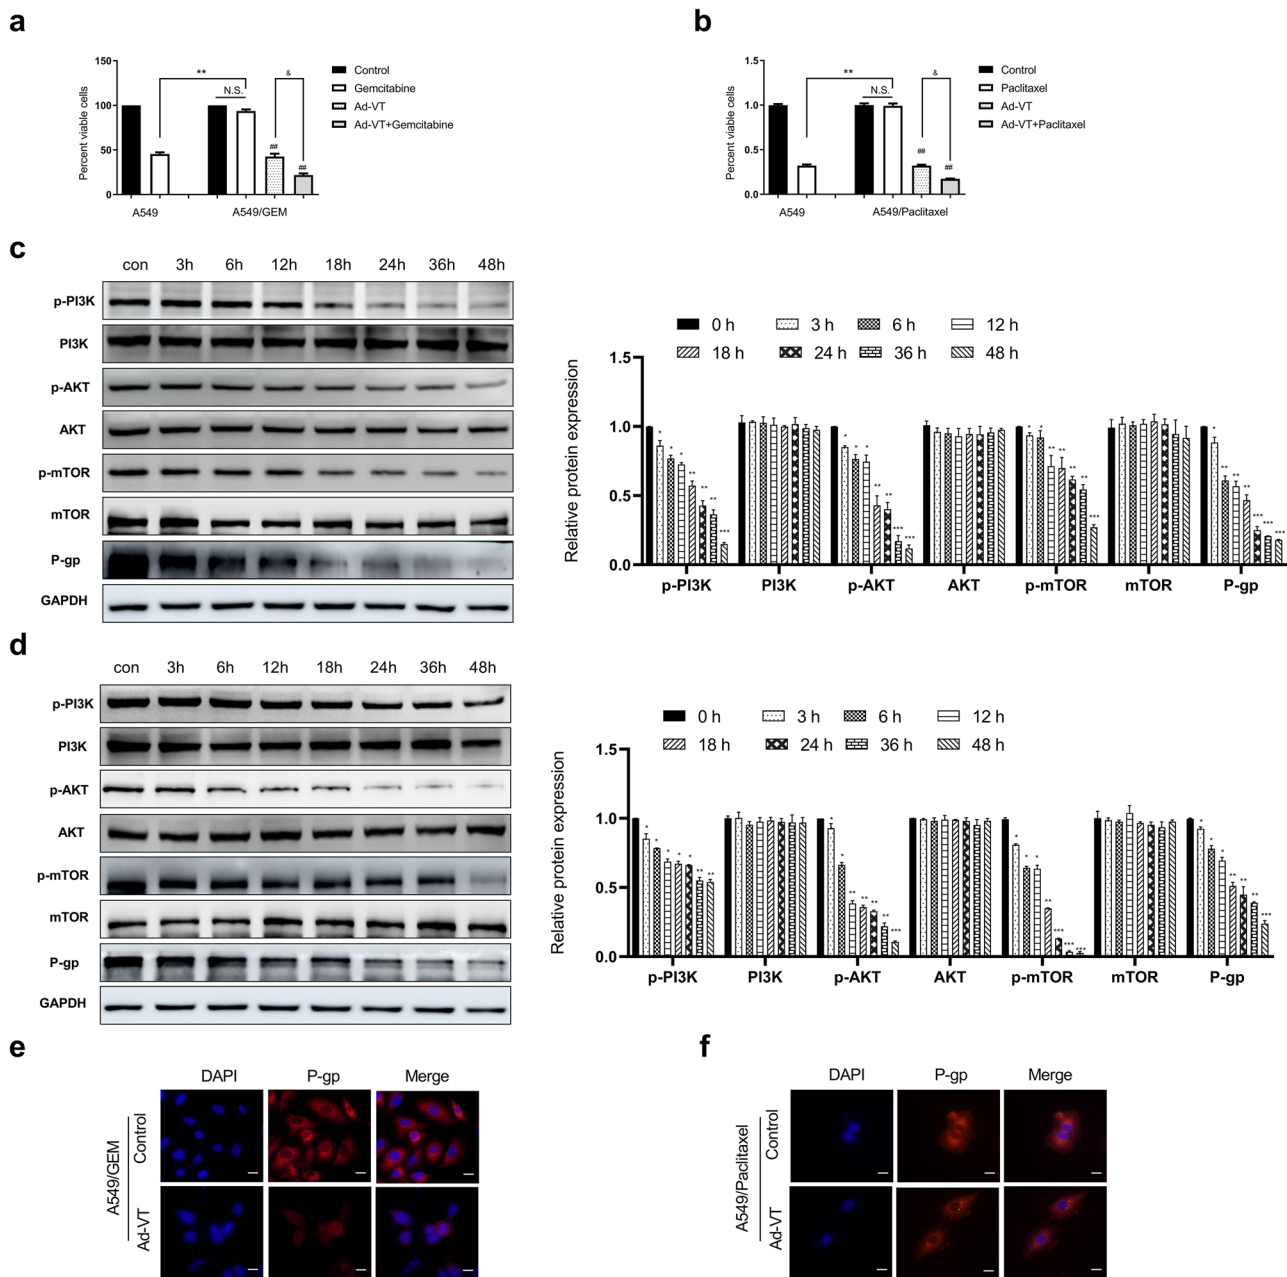 a
150
100
50
0
Percent viable cells
**
N.S.
&
##
##
A549
A549/GEM
Control
Gemcitabine
Ad-VT
Ad-VT+Gemcitabine
b
1.5
1.0
0.5
0.0
Percent viable cells
**
N.S.
&
##
##
A549
A549/Paclitaxel
Control
Paclitaxel
Ad-VT
Ad-VT+Paclitaxel
c
con 3h 6h 12h 18h 24h 36h 48h
p-PI3K
PI3K
p-AKT
AKT
p-mTOR
mTOR
P-gp
GAPDH
0 h 3 h 6 h 12 h
18 h 24 h 36 h 48 h
Relative protein expression
1.5
1.0
0.5
0.0
* * * ** ** ** ***
* * * ** ** *** ***
* * ** ** ** ** ***
* ** ** ** *** *** ***
p-PI3K PI3K p-AKT AKT p-mTOR mTOR P-gp
d
con 3h 6h 12h 18h 24h 36h 48h
p-PI3K
PI3K
p-AKT
AKT
p-mTOR
mTOR
P-gp
GAPDH
0 h 3 h 6 h 12 h
18 h 24 h 36 h 48 h
Relative protein expression
1.5
1.0
0.5
0.0
* * * * * ** **
* * ** ** ** ** ***
* * * ** *** *** ***
* * * ** ** ** ***
p-PI3K PI3K p-AKT AKT p-mTOR mTOR P-gp
e
DAPI P-gp Merge
A549/GEM
Control
Ad-VT
f
DAPI P-gp Merge
A549/Paclitaxel
Control
Ad-VT